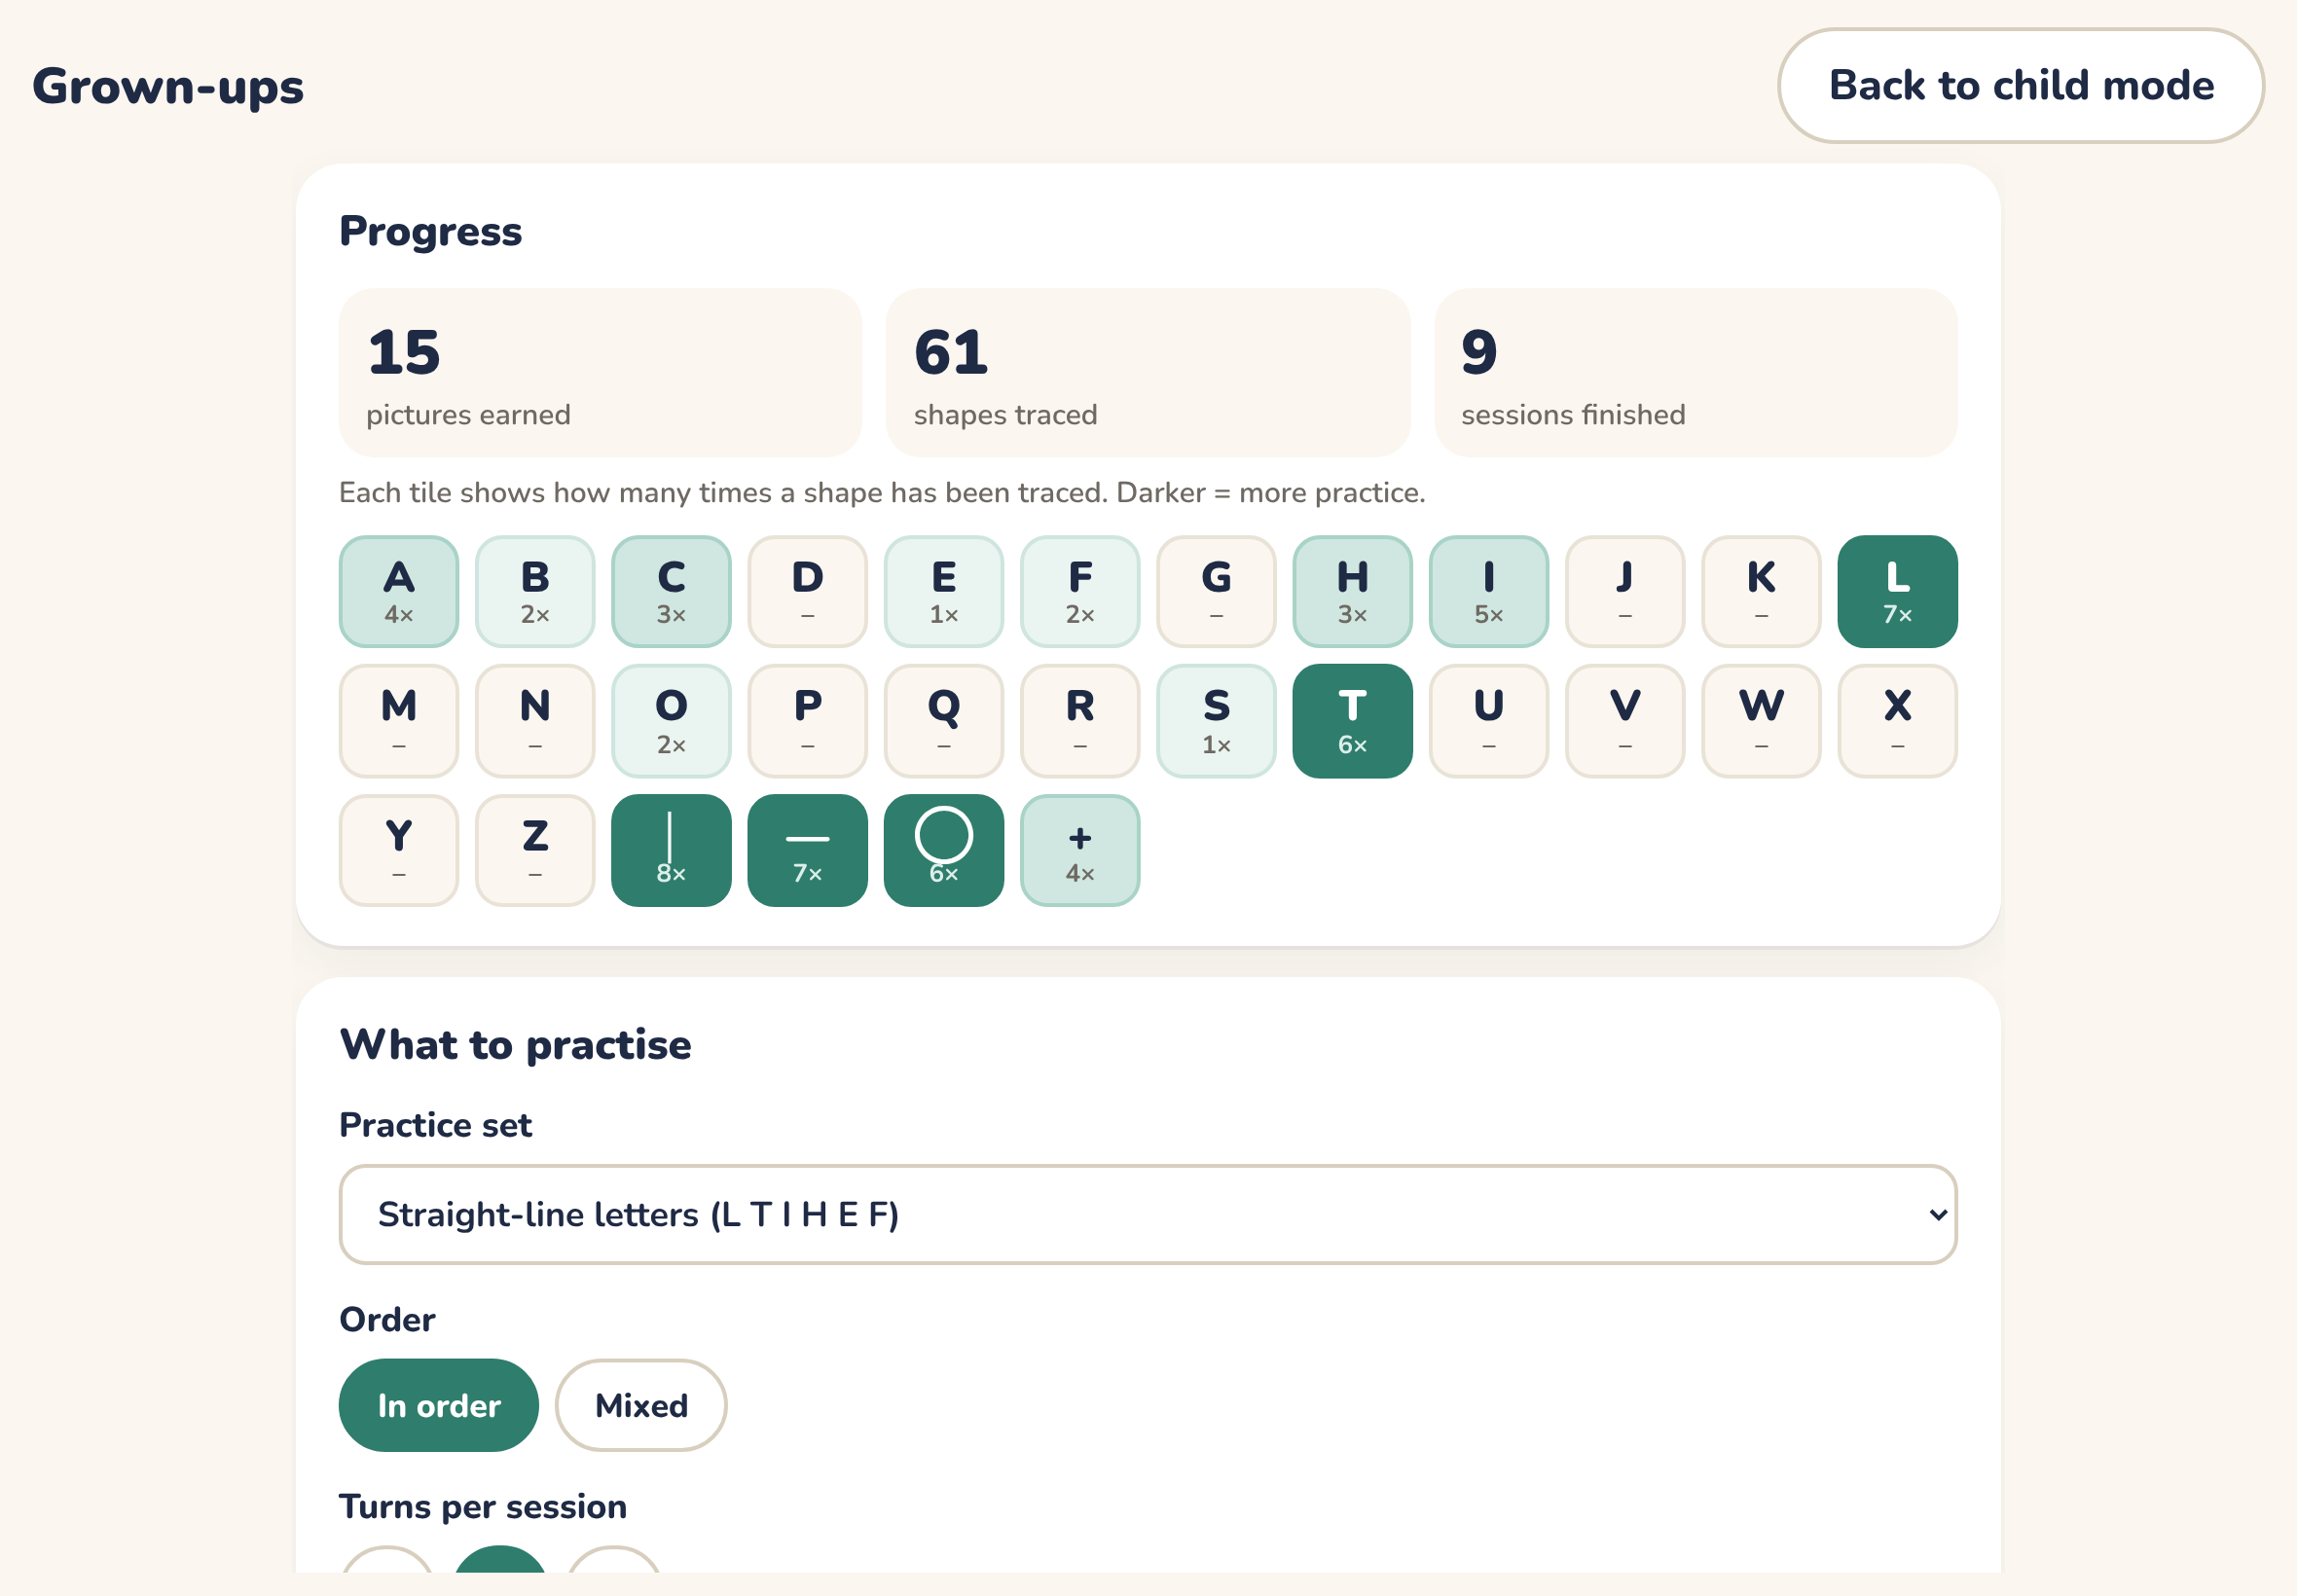 Grown-ups
Back to child mode
Progress
15
pictures earned
61
shapes traced
9
sessions finished
Each tile shows how many times a shape has been traced. Darker = more practice.
A B C D E F G H I J K L
4× 2× 3× – 1× 2× – 3× 5× – – 7×
M N O P Q R S T U V W X
– – 2× – – – 1× 6× – – – –
Y Z | — ◯ +
– – 8× 7× 6× 4×
What to practise
Practice set
Straight-line letters (L T I H E F)
Order
In order
Mixed
Turns per session